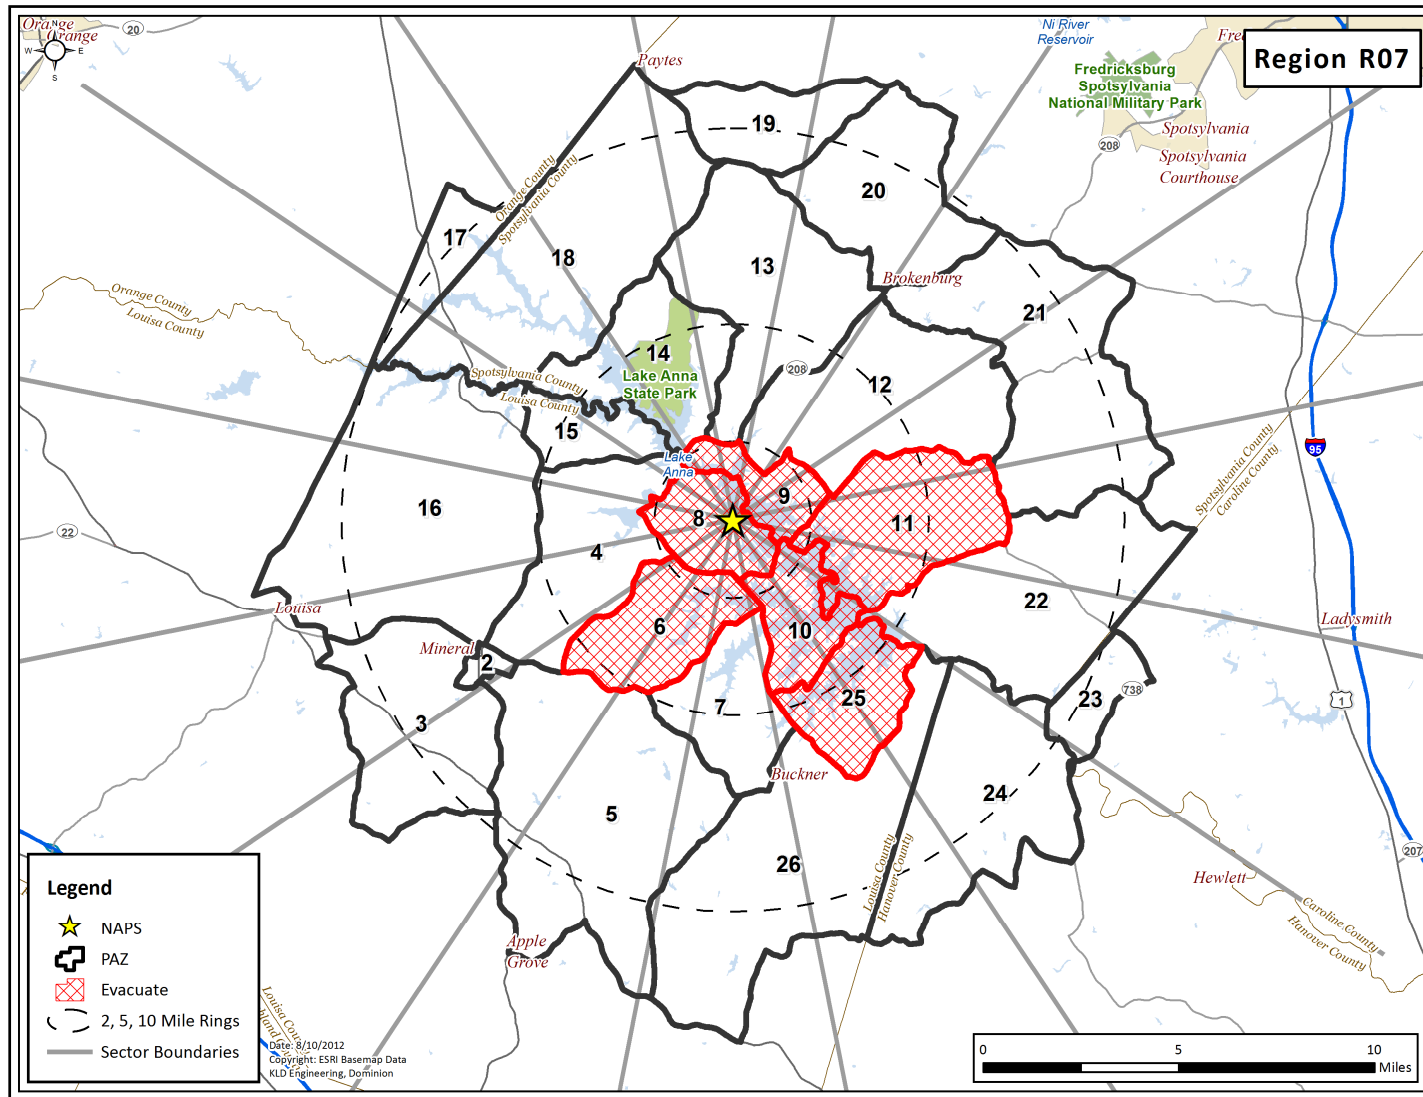 Orange
Orange
20
N
W
E
S
Paytes
Ni River
Reservoir
Region R07
Fredricksburg
Spotsylvania
National Military Park
208
Spotsylvania
Spotsylvania
Courthouse
19
20
Orange County
Spotsylvania County
17
18
13
Brokenburg
21
Orange County
Louisa County
14
Lake Anna
State Park
208
12
Spotsylvania County
Louisa County
15
Lake
Anna
95
Spotsylvania County
Caroline County
16
8
9
11
22
4
Louisa
6
10
22
Ladysmith
Mineral
2
3
7
25
23
738
1
Buckner
5
24
26
207
Louisa County
Hanover County
Hewlett
Caroline County
Hanover County
Apple
Grove
Legend
NAPS
PAZ
Evacuate
2, 5, 10 Mile Rings
Sector Boundaries
Louisa County
Date: 8/10/2012
Copyright: ESRI Basemap Data
KLD Engineering, Dominion
0
5
10
Miles